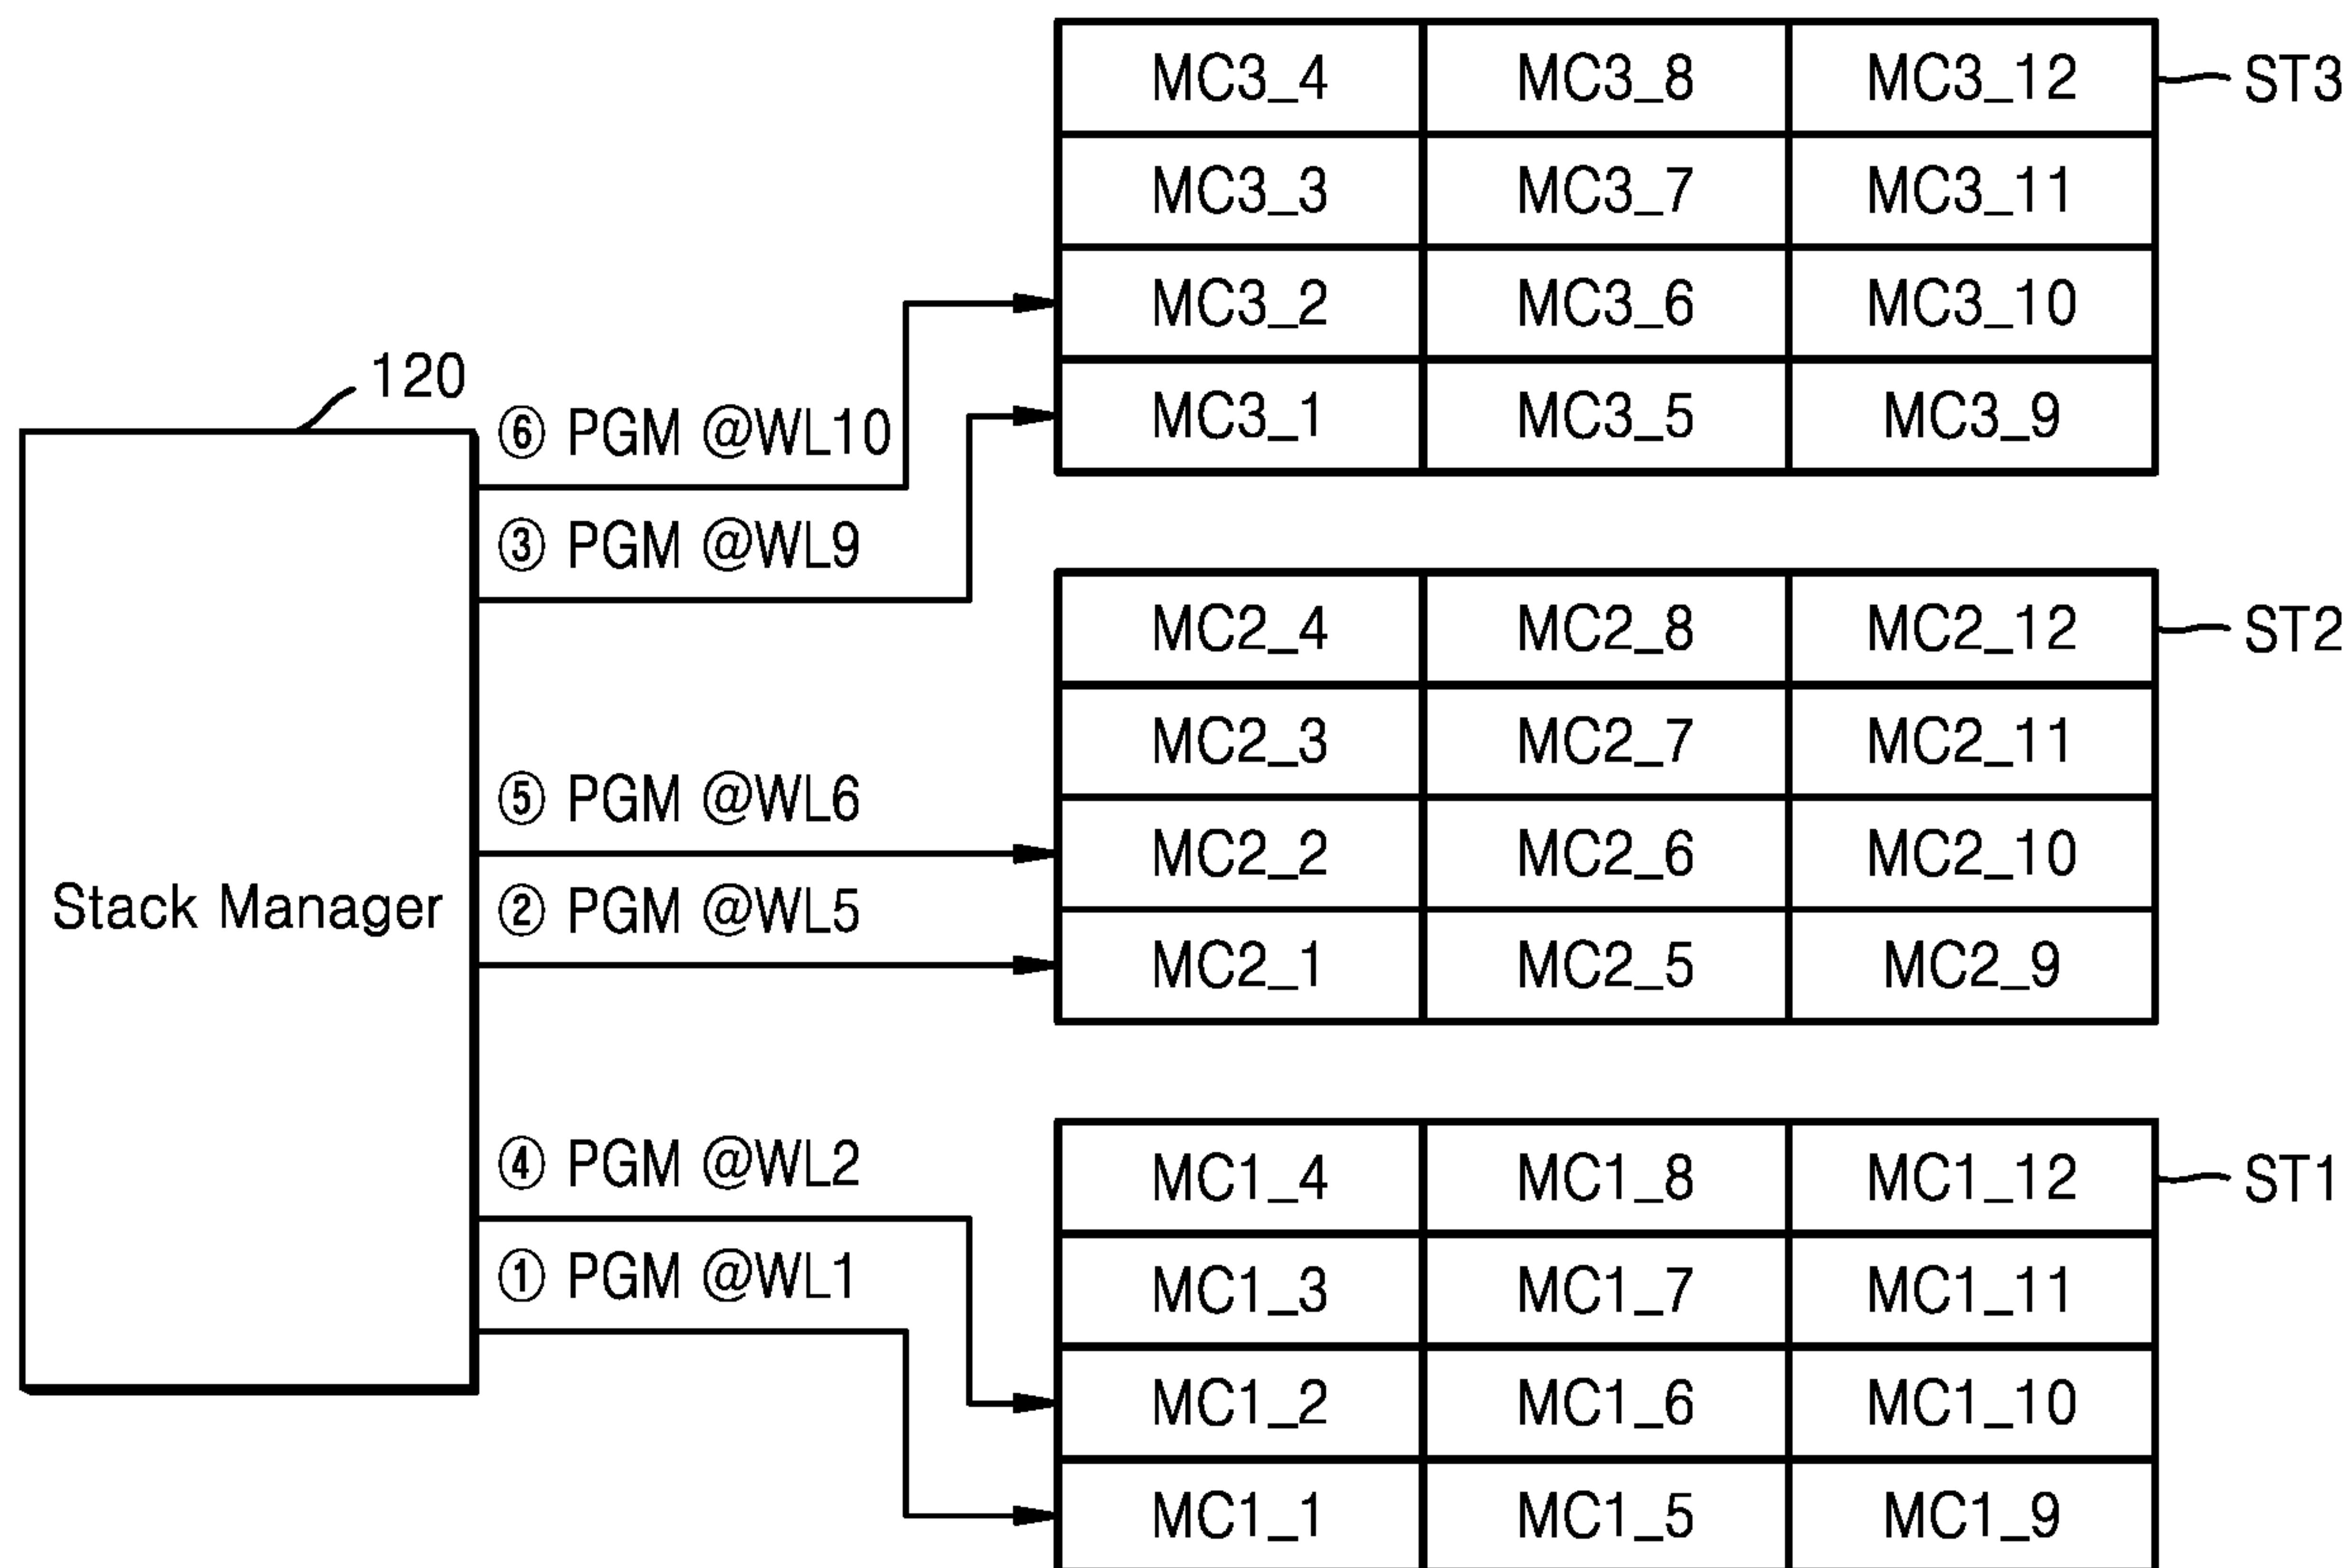 MC3_4 MC3_8 MC3_12 ST3
MC3_3 MC3_7 MC3_11
MC3_2 MC3_6 MC3_10
MC3_1 MC3_5 MC3_9
120
⑥ PGM @WL10
③ PGM @WL9
MC2_4 MC2_8 MC2_12 ST2
MC2_3 MC2_7 MC2_11
⑤ PGM @WL6
MC2_2 MC2_6 MC2_10
Stack Manager
② PGM @WL5
MC2_1 MC2_5 MC2_9
④ PGM @WL2
MC1_4 MC1_8 MC1_12 ST1
① PGM @WL1
MC1_3 MC1_7 MC1_11
MC1_2 MC1_6 MC1_10
MC1_1 MC1_5 MC1_9